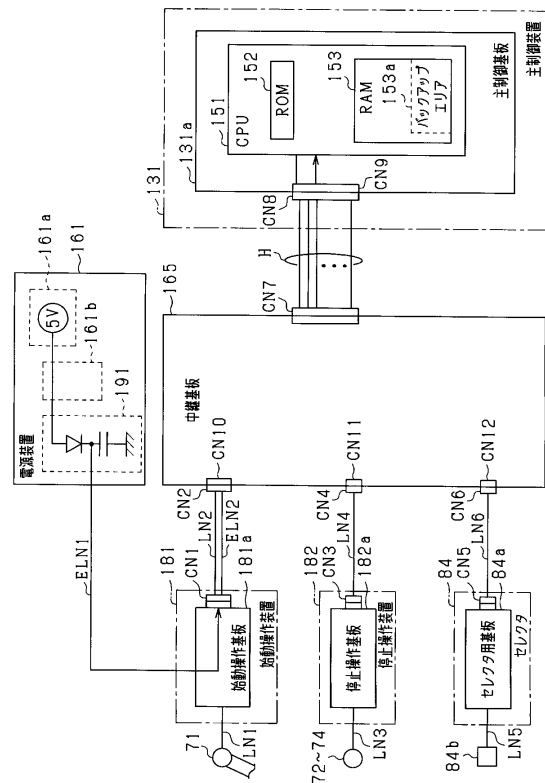 131
131a
151
CPU
152
ROM
153
RAM
153a
バックアップ
エリア
主制御基板
主制御装置
CN8
CN9
H
161a
161
161b
5V
191
電源装置
165
CN7
中継基板
ELN1
CN2
CN10
LN2
ELN2
181
CN1
181a
始動操作基板
始動操作装置
71
LN1
CN4
CN11
LN4
182
CN3
182a
停止操作基板
停止操作装置
72~74
LN3
CN6
CN12
LN6
84
CN5
84a
セレクタ用基板
セレクタ
84b
LN5